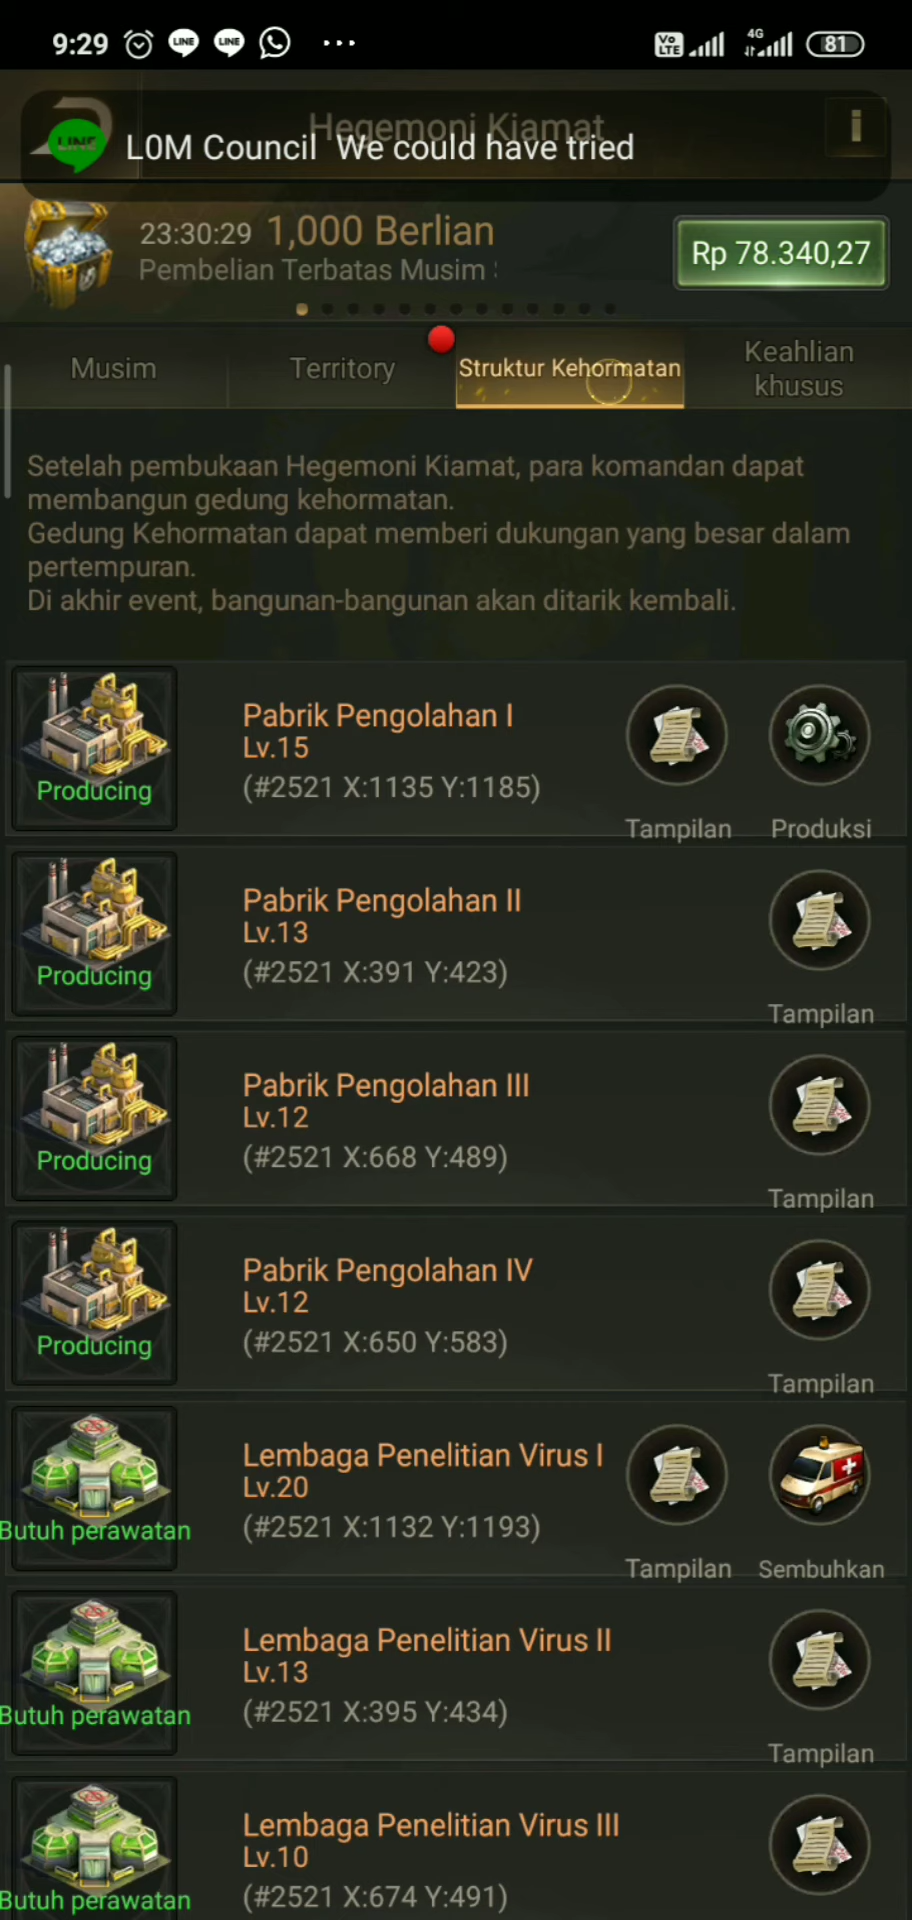 9:29
LINE
LINE
Vo LTE
4G
81
Hegemoni Kiamat
i
LINE
L0M Council We could have tried
23:30:29 1,000 Berlian
Rp 78.340,27
Pembelian Terbatas Musim
Musim
Territory
Struktur Kehormatan
Keahlian
khusus
Setelah pembukaan Hegemoni Kiamat, para komandan dapat
membangun gedung kehormatan.
Gedung Kehormatan dapat memberi dukungan yang besar dalam
pertempuran.
Di akhir event, bangunan-bangunan akan ditarik kembali.
Pabrik Pengolahan I
Lv.15
Producing
(#2521 X:1135 Y:1185)
Tampilan
Produksi
Pabrik Pengolahan II
Lv.13
Producing
(#2521 X:391 Y:423)
Tampilan
Pabrik Pengolahan III
Lv.12
Producing
(#2521 X:668 Y:489)
Tampilan
Pabrik Pengolahan IV
Lv.12
Producing
(#2521 X:650 Y:583)
Tampilan
Lembaga Penelitian Virus I
Lv.20
Butuh perawatan
(#2521 X:1132 Y:1193)
Tampilan
Sembuhkan
Lembaga Penelitian Virus II
Lv.13
Butuh perawatan
(#2521 X:395 Y:434)
Tampilan
Lembaga Penelitian Virus III
Lv.10
Butuh perawatan
(#2521 X:674 Y:491)